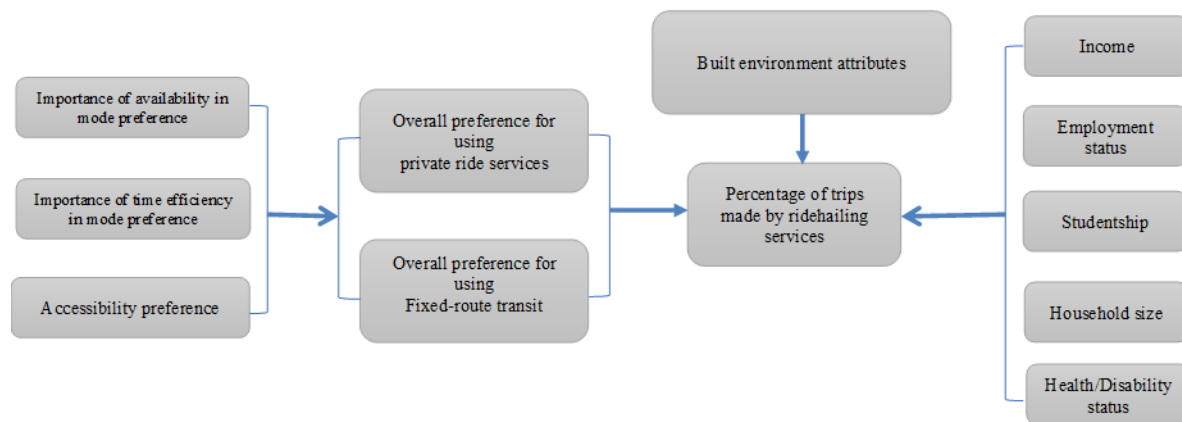 Importance of availability in
mode preference
Importance of time efficiency
in mode preference
Accessibility preference
Overall preference for
using
private ride services
Overall preference for
using
Fixed-route transit
Built environment attributes
Percentage of trips
made by ridehailing
services
Income
Employment
status
Studentship
Household size
Health/Disability
status